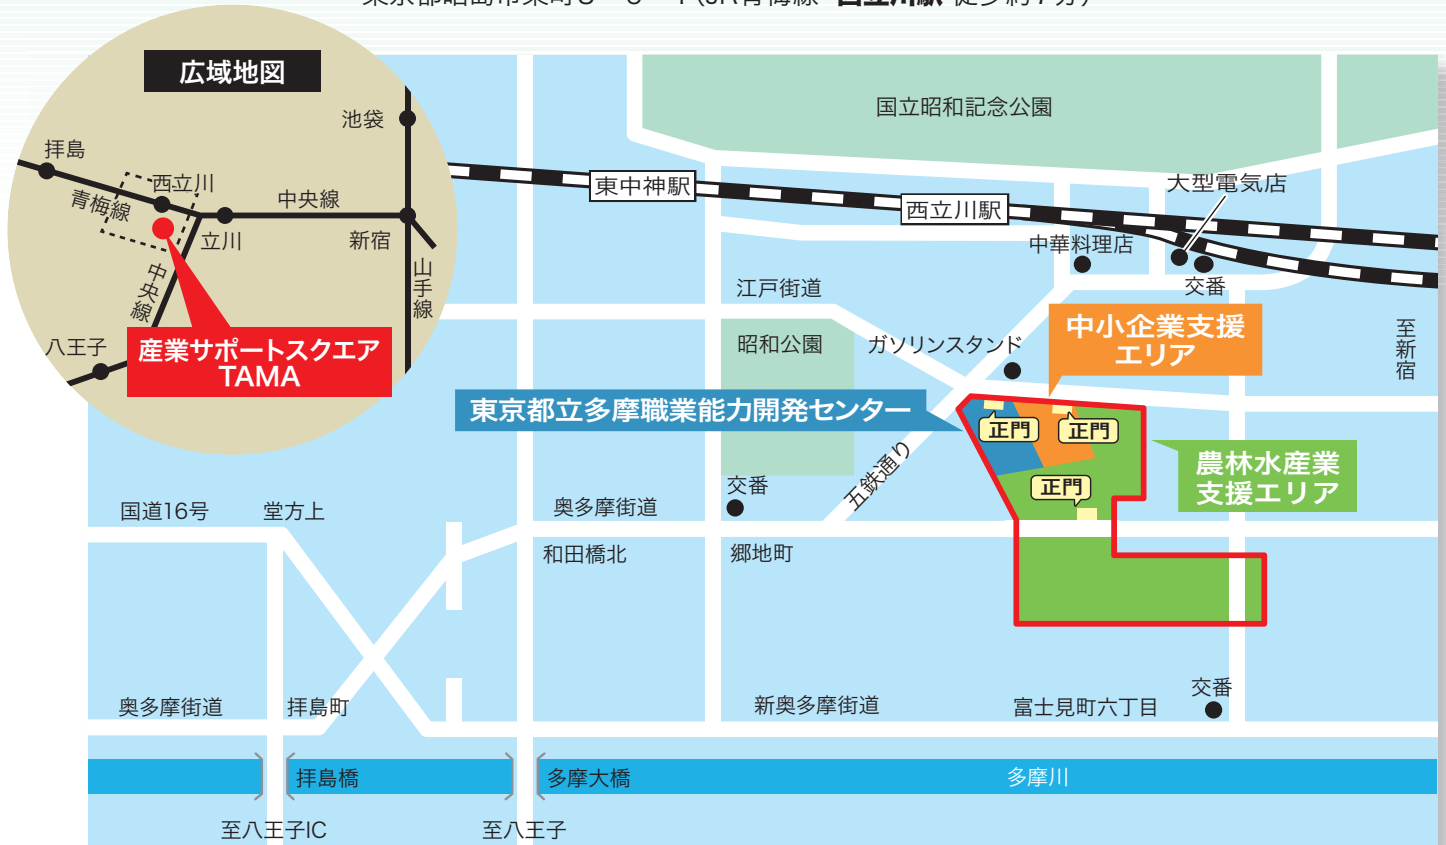 西立川駅
広域地図
池袋
拝島
西立川
青梅線
中央線
立川
新宿
中央線
山手線
八王子
産業サポートスクエア
TAMA
国立昭和記念公園
東中神駅
西立川駅
大型電気店
中華料理店
交番
江戸街道
昭和公園
ガソリンスタンド
中小企業支援
エリア
至新宿
東京都立多摩職業能力開発センター
正門
正門
正門
農林水産業
支援エリア
五鉄通り
交番
国道16号
堂方上
奥多摩街道
和田橋北
郷地町
奥多摩街道
拝島町
新奥多摩街道
富士見町六丁目
交番
拝島橋
多摩大橋
多摩川
至八王子IC
至八王子